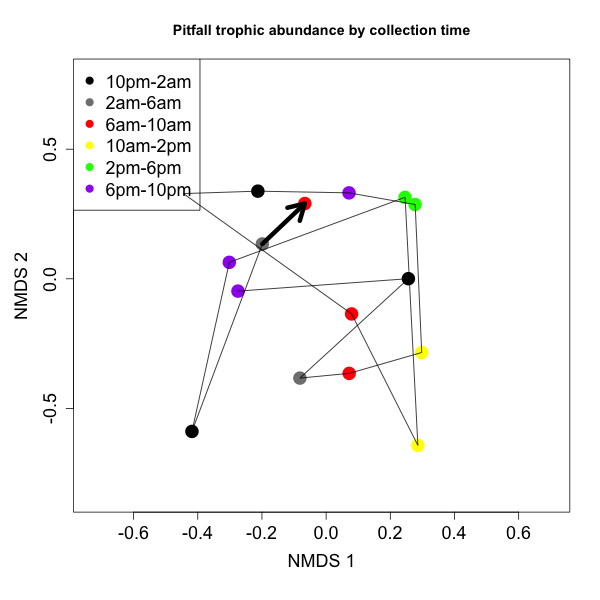 Pitfall trophic abundance by collection time
10pm-2am
2am-6am
6am-10am
10am-2pm
2pm-6pm
6pm-10pm
0.5
0.0
-0.5
NMDS 2
-0.6 -0.4 -0.2 0.0 0.2 0.4 0.6
NMDS 1